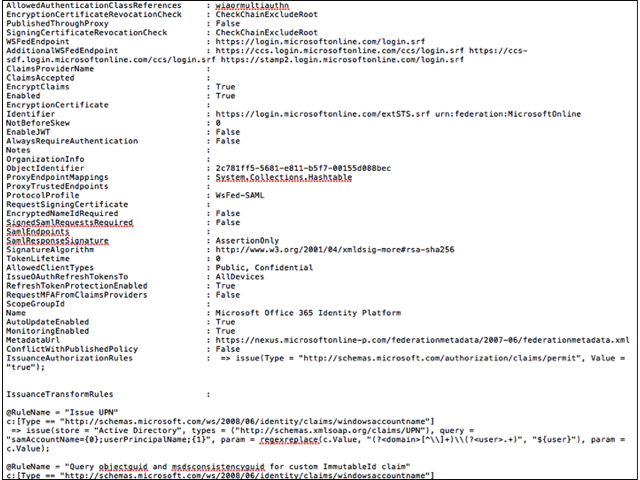 AllowedAuthenticationClassReferences : wiaormultiauthn
EncryptionCertificateRevocationCheck : CheckChainExcludeRoot
PublishedThroughProxy : False
SigningCertificateRevocationCheck : CheckChainExcludeRoot
WSFedEndpoint : https://login.microsoftonline.com/login.srf
AdditionalWSFedEndpoint : https://ccs.login.microsoftonline.com/ccs/login.srf https://ccs-
sdf.login.microsoftonline.com/ccs/login.srf https://stamp2.login.microsoftonline.com/login.srf
ClaimsProviderName :
ClaimsAccepted :
EncryptClaims : True
Enabled : True
EncryptionCertificate :
Identifier : https://login.microsoftonline.com/extSTS.srf urn:federation:MicrosoftOnline
NotBeforeSkew : 0
EnableJWT : False
AlwaysRequireAuthentication : False
Notes :
OrganizationInfo :
ObjectIdentifier : 2c781ff5-5681-e811-b5f7-00155d088bec
ProxyEndpointMappings : System.Collections.Hashtable
ProxyTrustedEndpoints :
ProtocolProfile : WsFed-SAML
RequestSigningCertificate :
EncryptedNameIdRequired : False
SignedSamlRequestsRequired : False
SamlEndpoints :
SamlResponseSignature : AssertionOnly
SignatureAlgorithm : http://www.w3.org/2001/04/xmldsig-more#rsa-sha256
TokenLifetime : 0
AllowedClientTypes : Public, Confidential
IssueOAuthRefreshTokensTo : AllDevices
RefreshTokenProtectionEnabled : True
RequestMFAFromClaimsProviders : False
ScopeGroupId :
Name : Microsoft Office 365 Identity Platform
AutoUpdateEnabled : True
MonitoringEnabled : True
MetadataUrl : https://nexus.microsoftonline-p.com/federationmetadata/2007-06/federationmetadata.xml
ConflictWithPublishedPolicy : False
IssuanceAuthorizationRules : => issue(Type = "http://schemas.microsoft.com/authorization/claims/permit", Value =
"true");
IssuanceTransformRules :
@RuleName = "Issue UPN"
c:[Type == "http://schemas.microsoft.com/ws/2008/06/identity/claims/windowsaccountname"]
=> issue(store = "Active Directory", types = ("http://schemas.xmlsoap.org/claims/UPN"), query =
"samAccountName={0};userPrincipalName;{1}", param = regexreplace(c.Value, "(?<domain>[^\\]+)\\(?<user>.+)", "${user}"), param =
c.Value);
@RuleName = "Query objectguid and msdsconsistencyguid for custom ImmutableId claim"
c:[Type == "http://schemas.microsoft.com/ws/2008/06/identity/claims/windowsaccountname"]